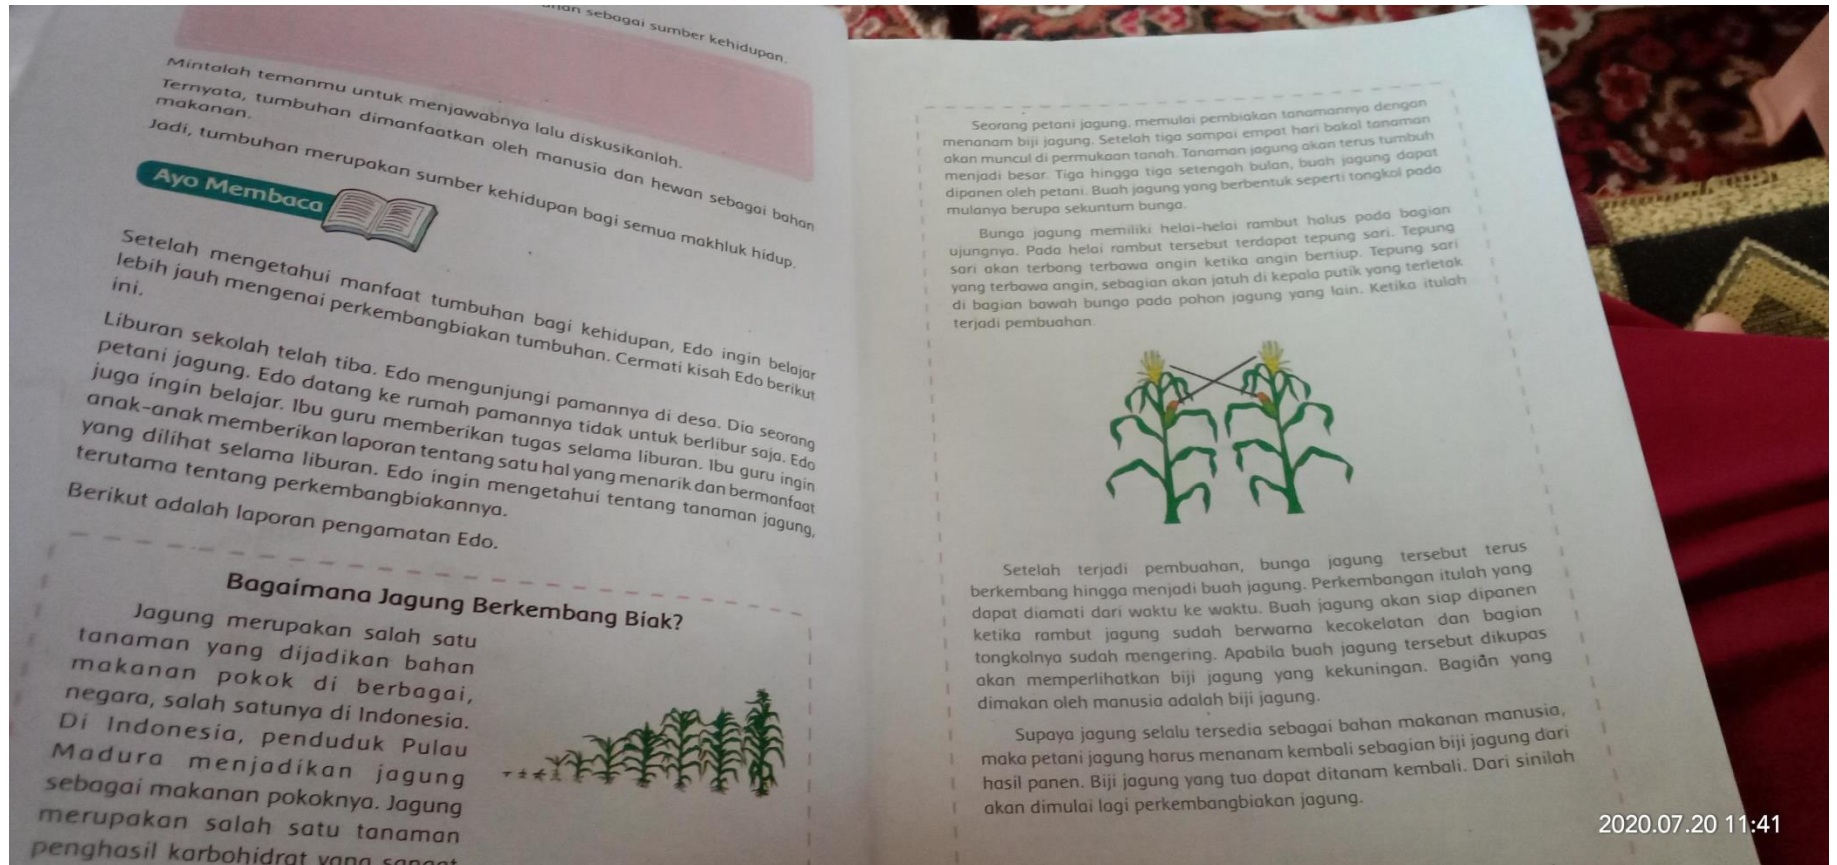 sebagai sumber kehidupan.
Mintalah temanmu untuk menjawabnya lalu diskusikanlah.
Ternyata, tumbuhan dimanfaatkan oleh manusia dan hewan sebagai bahan
makanan.
Jadi, tumbuhan merupakan sumber kehidupan bagi semua makhluk hidup.
Ayo Membaca
Setelah mengetahui manfaat tumbuhan bagi kehidupan, Edo ingin belajar
lebih jauh mengenai perkembangbiakan tumbuhan. Cermati kisah Edo berikut
ini.
Liburan sekolah telah tiba. Edo mengunjungi pamannya di desa. Dia seorang
petani jagung. Edo datang ke rumah pamannya tidak untuk berlibur saja. Edo
juga ingin belajar. Ibu guru memberikan tugas selama liburan. Ibu guru ingin
anak-anak memberikan laporan tentang satu hal yang menarik dan bermanfaat
yang dilihat selama liburan. Edo ingin mengetahui tentang tanaman jagung,
terutama tentang perkembangbiakannya.
Berikut adalah laporan pengamatan Edo.
Bagaimana Jagung Berkembang Biak?
Jagung merupakan salah satu
tanaman yang dijadikan bahan
makanan pokok di berbagai,
negara, salah satunya di Indonesia.
Di Indonesia, penduduk Pulau
Madura menjadikan jagung
sebagai makanan pokoknya. Jagung
merupakan salah satu tanaman
penghasil karbohidrat yang sangat
Seorang petani jagung, memulai pembiakan tanamannya dengan
menanam biji jagung. Setelah tiga sampai empat hari bakal tanaman
akan muncul di permukaan tanah. Tanaman jagung akan terus tumbuh
menjadi besar. Tiga hingga tiga setengah bulan, buah jagung dapat
dipanen oleh petani. Buah jagung yang berbentuk seperti tongkol pada
mulanya berupa sekuntum bunga.
Bunga jagung memiliki helai-helai rambut halus pada bagian
ujungnya. Pada helai rambut tersebut terdapat tepung sari. Tepung
sari akan terbang terbawa angin ketika angin bertiup. Tepung sari
yang terbawa angin, sebagian akan jatuh di kepala putik yang terletak
di bagian bawah bunga pada pohon jagung yang lain. Ketika itulah
terjadi pembuahan.
Setelah terjadi pembuahan, bunga jagung tersebut terus
berkembang hingga menjadi buah jagung. Perkembangan itulah yang
dapat diamati dari waktu ke waktu. Buah jagung akan siap dipanen
ketika rambut jagung sudah berwarna kecokelatan dan bagian
tongkolnya sudah mengering. Apabila buah jagung tersebut dikupas
akan memperlihatkan biji jagung yang kekuningan. Bagian yang
dimakan oleh manusia adalah biji jagung.
Supaya jagung selalu tersedia sebagai bahan makanan manusia,
maka petani jagung harus menanam kembali sebagian biji jagung dari
hasil panen. Biji jagung yang tua dapat ditanam kembali. Dari sinilah
akan dimulai lagi perkembangbiakan jagung.
2020.07.20 11:41